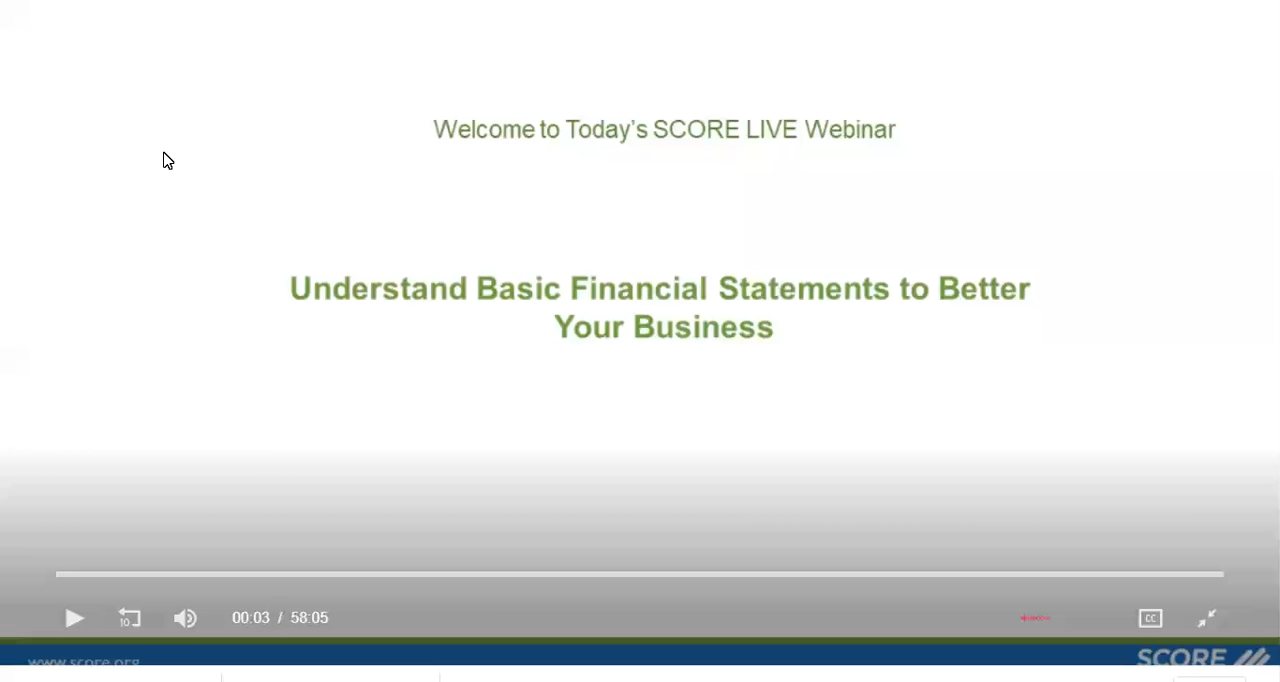 Welcome to Today's SCORE LIVE Webinar
Understand Basic Financial Statements to Better
Your Business
10
00:03 / 58:05
CC
www.score.org
SCORE